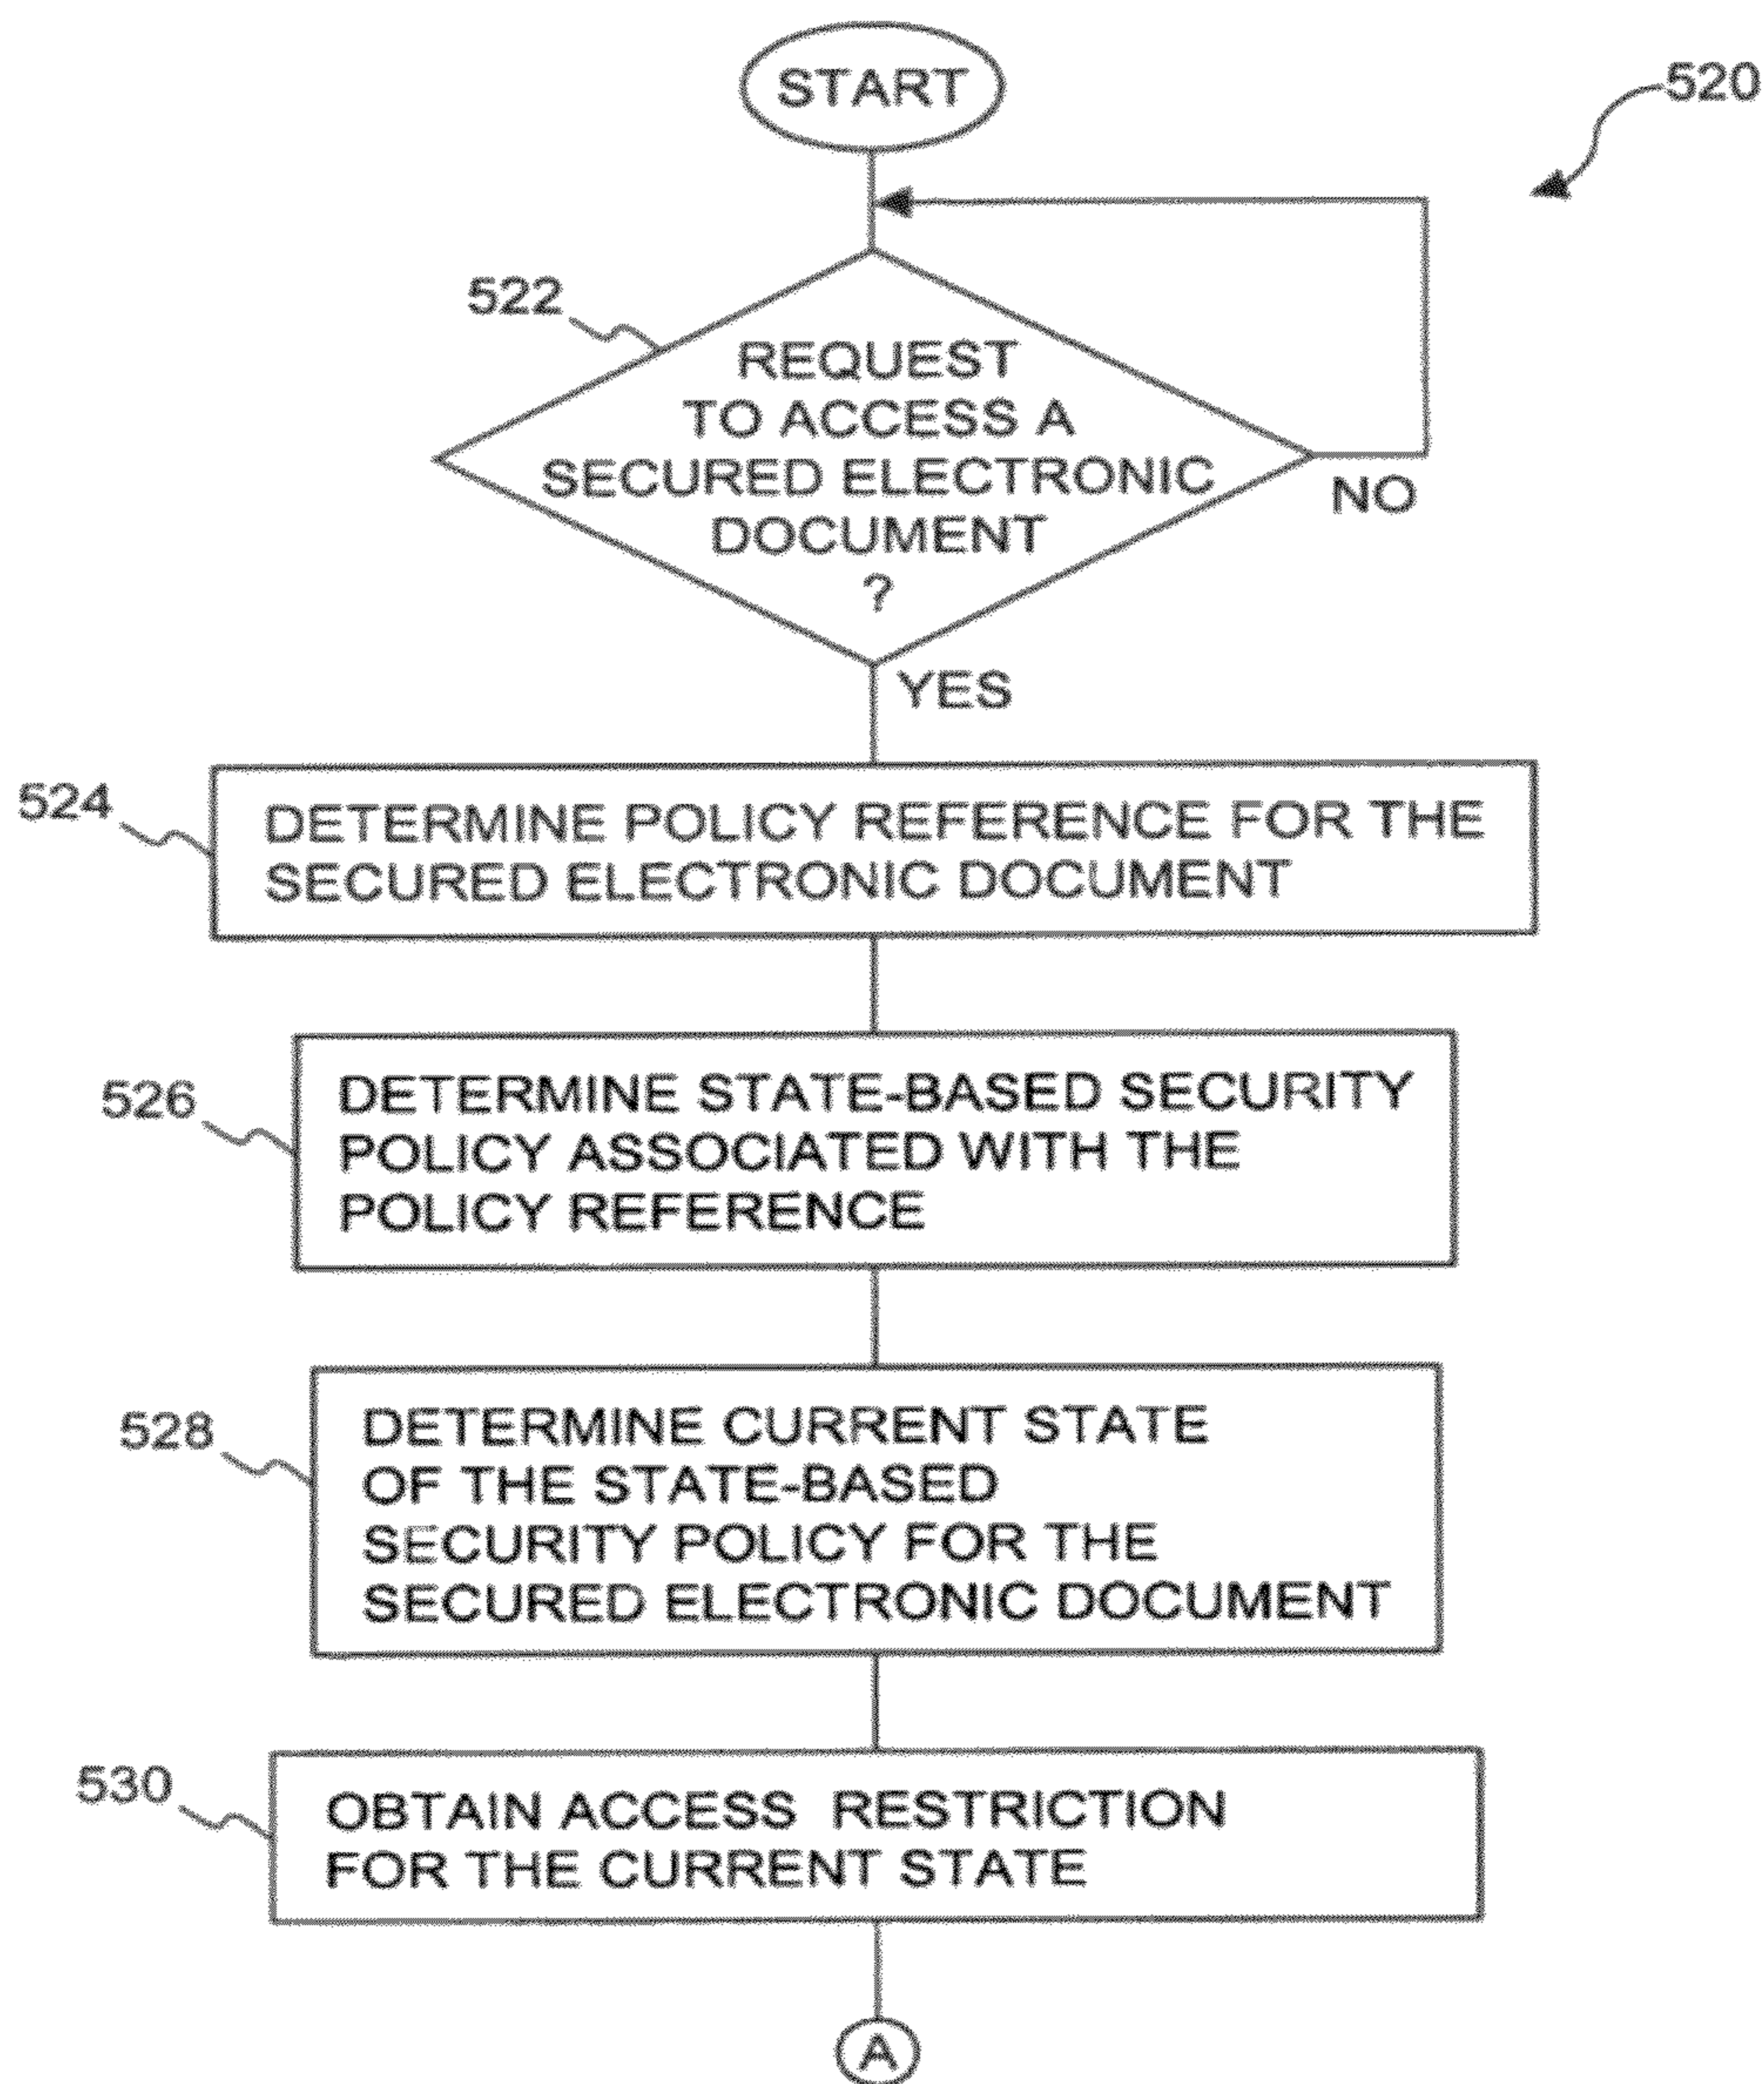 START
520
522
REQUEST
TO ACCESS A
SECURED ELECTRONIC
DOCUMENT
?
NO
YES
524
DETERMINE POLICY REFERENCE FOR THE
SECURED ELECTRONIC DOCUMENT
526
DETERMINE STATE-BASED SECURITY
POLICY ASSOCIATED WITH THE
POLICY REFERENCE
528
DETERMINE CURRENT STATE
OF THE STATE-BASED
SECURITY POLICY FOR THE
SECURED ELECTRONIC DOCUMENT
530
OBTAIN ACCESS RESTRICTION
FOR THE CURRENT STATE
A